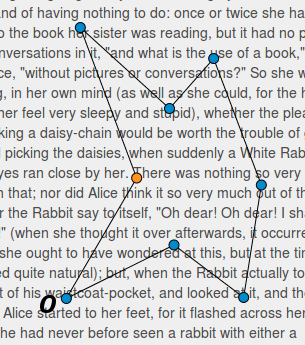 and of having nothing to do: once or twice she ha
o the book her sister was reading, but it had no p
nversations in it, "and what is the use of a book,"
ce, "without pictures or conversations?" So she w
g, in her own mind (as well as she could, for the h
her feel very sleepy and stupid), whether the plea
king a daisy-chain would be worth the trouble of
picking the daisies, when suddenly a White Rab
yes ran close by her. There was nothing so very
n that; nor did Alice think it so very much out of th
r the Rabbit say to itself, "Oh dear! Oh dear! I sha
" (when she thought it over afterwards, it occurre
she ought to have wondered at this, but at the tim
ed quite natural); but, when the Rabbit actually to
t of his waistcoat-pocket, and looked at it, and the
Alice started to her feet, for it flashed across her
she had never before seen a rabbit with either a
O